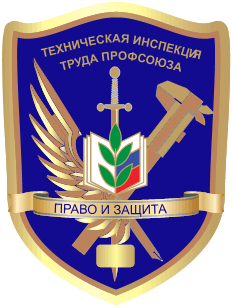 ТЕХНИЧЕСКАЯ ИНСПЕКЦИЯ
ТРУДА ПРОФСОЮЗА
ПРАВО И ЗАЩИТА